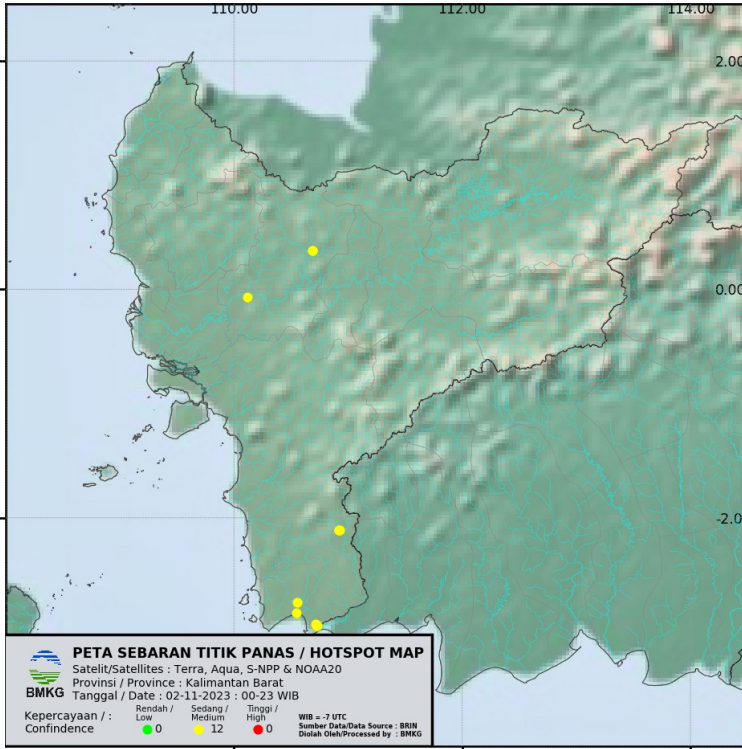 110.00 112.00 114.00
2.00
0.00
-2.0
PETA SEBARAN TITIK PANAS / HOTSPOT MAP
Satelit/Satellites : Terra, Aqua, S-NPP & NOAA20
Provinsi / Province : Kalimantan Barat
Tanggal / Date : 02-11-2023 : 00-23 WIB
BMKG
Kepercayaan / :
Confindence
Rendah /
Low
0
Sedang /
Medium
12
Tinggi /
High
0
WIB = -7 UTC
Sumber Data/Data Source : BRIN
Diolah Oleh/Processed by : BMKG